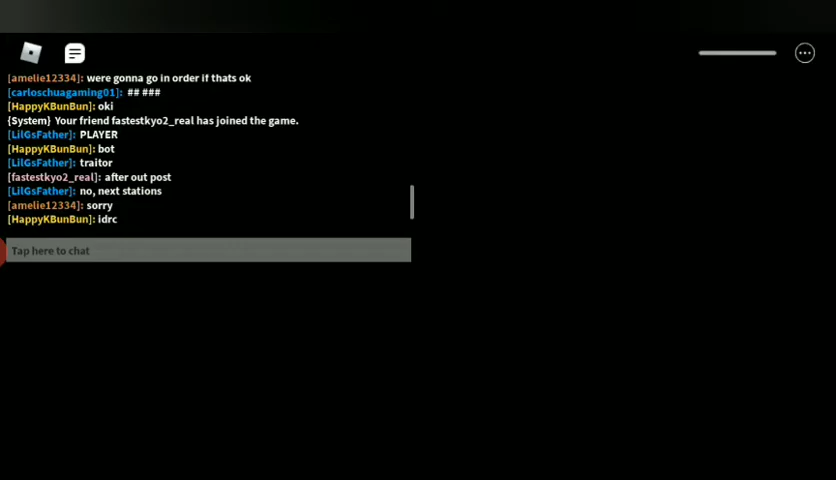 [amelie12334]: were gonna go in order if thats ok
[carloschuagaming01]: ## ###
[HappyKBunBun]: oki
{System} Your friend fastestkyo2_real has joined the game.
[LilGsFather]: PLAYER
[HappyKBunBun]: bot
[LilGsFather]: traitor
[fastestkyo2_real]: after out post
[LilGsFather]: no, next stations
[amelie12334]: sorry
[HappyKBunBun]: idrc
Tap here to chat